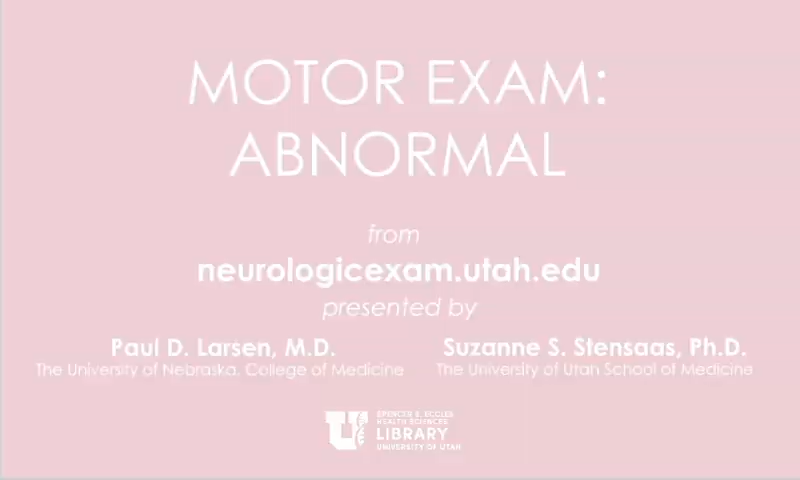 MOTOR EXAM:
ABNORMAL
from
neurologicexam.utah.edu
presented by
Paul D. Larsen, M.D.
The University of Nebraska, College of Medicine
Suzanne S. Stensaas, Ph.D.
The University of Utah School of Medicine
U
SPENCER S. ECCLES
HEALTH SCIENCES
LIBRARY
UNIVERSITY OF UTAH